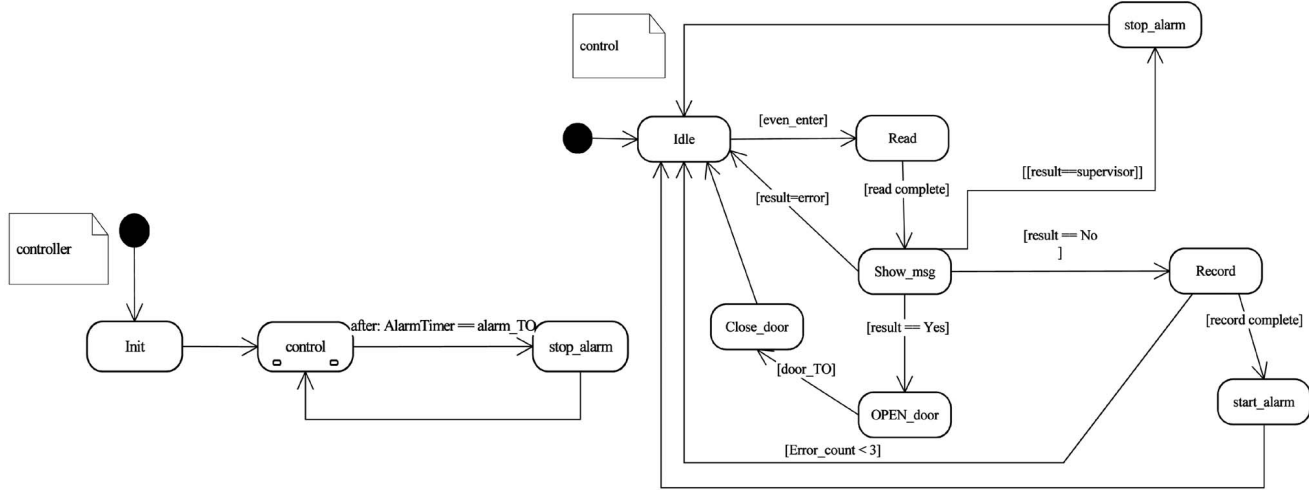 controller
Init
control
after: AlarmTimer == alarm_TO
stop_alarm
control
stop_alarm
Idle
[even_enter]
Read
[[result==supervisor]]
[result=error]
[read complete]
[result == No
]
Show_msg
Record
Close_door
[result == Yes]
[record complete]
[door_TO]
OPEN_door
start_alarm
[Error_count < 3]